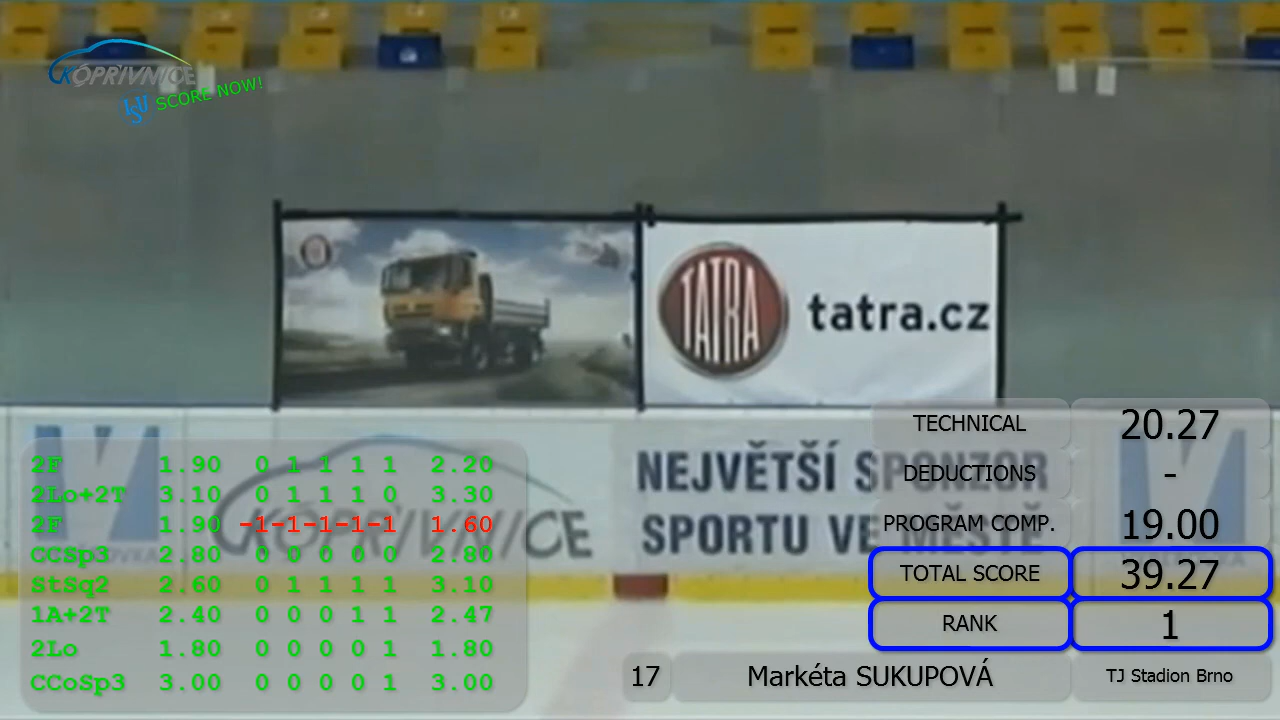 KOPŘIVNICE
ISU SCORE NOW!
TATRA
tatra.cz
NEJVĚTŠÍ SPONZOR
SPORTU VE MĚSTĚ
KOPŘIVNICE
2F 1.90 0 1 1 1 1 2.20
2Lo+2T 3.10 0 1 1 1 0 3.30
2F 1.90 -1-1-1-1-1 1.60
CCSp3 2.80 0 0 0 0 0 2.80
StSq2 2.60 0 1 1 1 1 3.10
1A+2T 2.40 0 0 0 1 1 2.47
2Lo 1.80 0 0 0 0 1 1.80
CCoSp3 3.00 0 0 0 0 1 3.00
TECHNICAL 20.27
DEDUCTIONS -
PROGRAM COMP. 19.00
TOTAL SCORE 39.27
RANK 1
17 Markéta SUKUPOVÁ TJ Stadion Brno